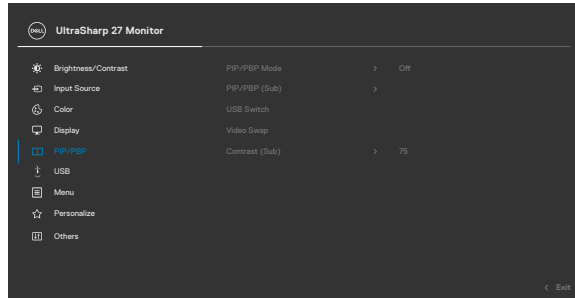 DELL UltraSharp 27 Monitor
Brightness/Contrast PIP/PBP Mode > Off
Input Source PIP/PBP (Sub) >
Color USB Switch
Display Video Swap
PIP/PBP Contrast (Sub) > 75
USB
Menu
Personalize
Others
< Exit